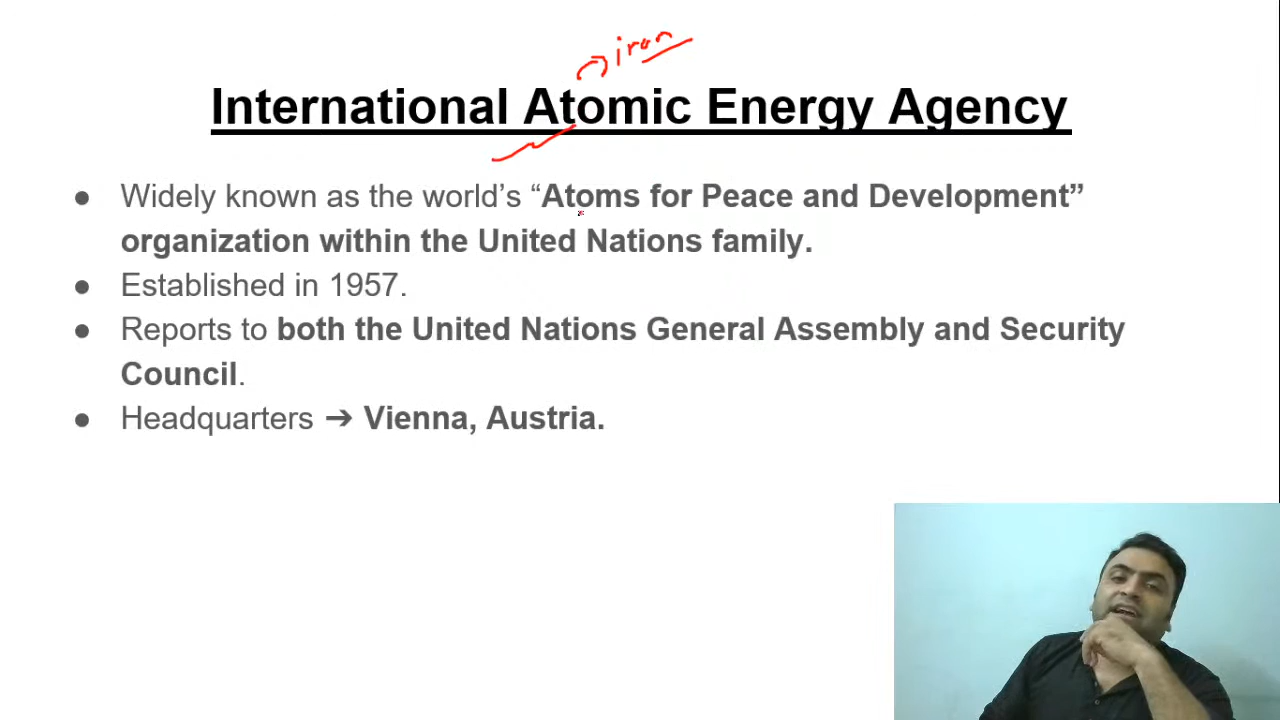 iran
International Atomic Energy Agency
● Widely known as the world’s “Atoms for Peace and Development”
organization within the United Nations family.
● Established in 1957.
● Reports to both the United Nations General Assembly and Security
Council.
● Headquarters ➔ Vienna, Austria.